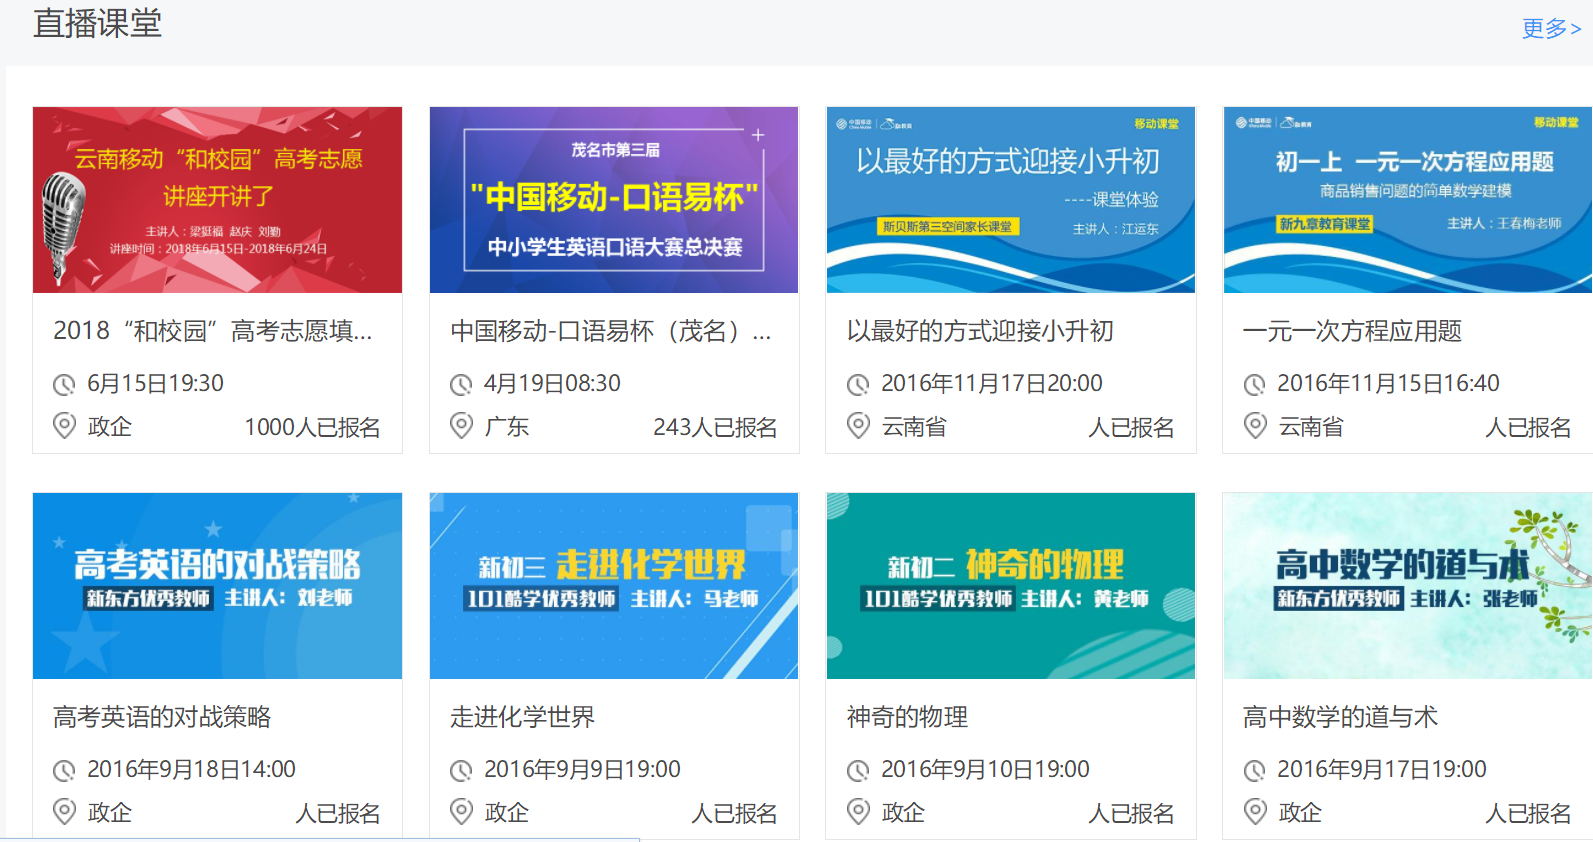 直播课堂
更多>
云南移动“和校园”高考志愿
讲座开讲了
主讲人：梁挺福 赵庆 刘勤
讲座时间：2018年6月15日-2018年6月24日
2018“和校园”高考志愿填...
6月15日19:30
政企
1000人已报名
茂名市第三届
"中国移动-口语易杯"
中小学生英语口语大赛总决赛
中国移动-口语易杯（茂名）...
4月19日08:30
广东
243人已报名
中国移动
China Mobile
和教育
移动课堂
以最好的方式迎接小升初
----课堂体验
斯贝斯第三空间家长课堂
主讲人：江运东
以最好的方式迎接小升初
2016年11月17日20:00
云南省
人已报名
中国移动
China Mobile
和教育
移动课堂
初一上 一元一次方程应用题
商品销售问题的简单数学建模
新九章教育课堂
主讲人：王春梅老师
一元一次方程应用题
2016年11月15日16:40
云南省
人已报名
高考英语的对战策略
新东方优秀教师 主讲人：刘老师
高考英语的对战策略
2016年9月18日14:00
政企
人已报名
新初三 走进化学世界
101酷学优秀教师 主讲人：马老师
走进化学世界
2016年9月9日19:00
政企
人已报名
新初二 神奇的物理
101酷学优秀教师 主讲人：黄老师
神奇的物理
2016年9月10日19:00
政企
人已报名
高中数学的道与术
新东方优秀教师 主讲人：张老师
高中数学的道与术
2016年9月17日19:00
政企
人已报名